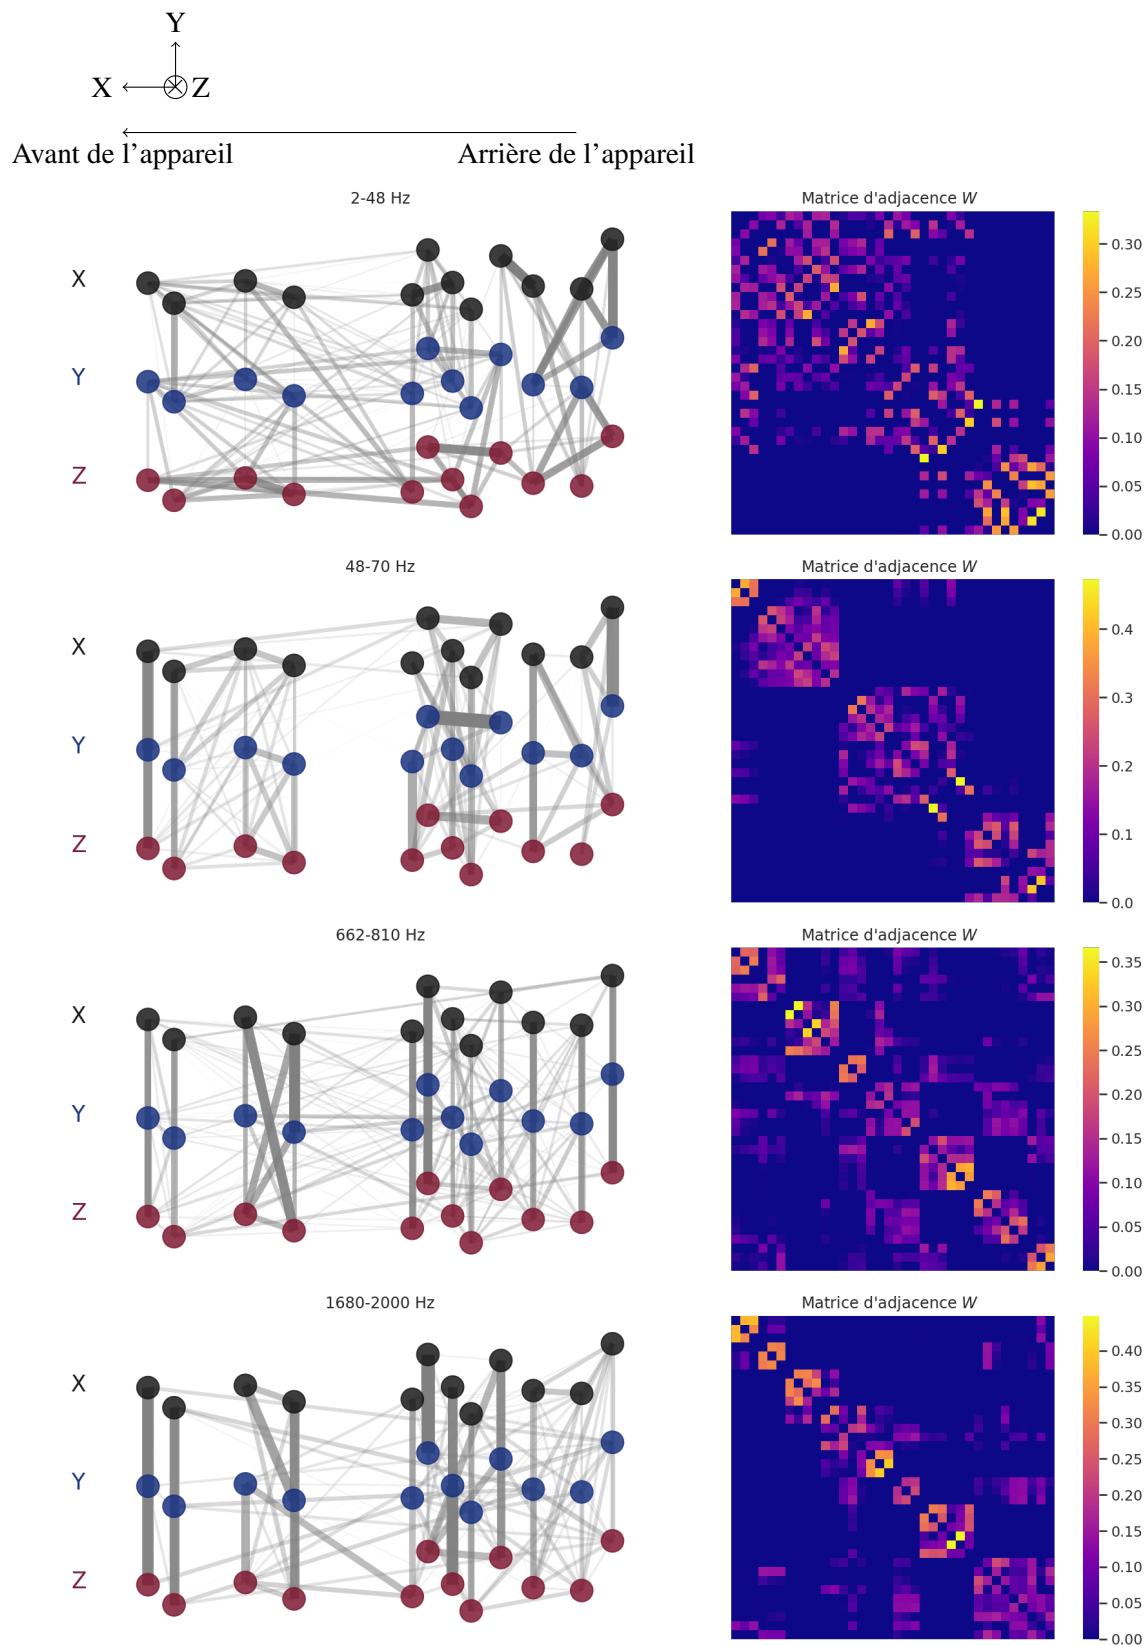 Y
X Z
Avant de l'appareil Arrière de l'appareil
2-48 Hz
Matrice d'adjacence W
X
Y
Z
0.30
0.25
0.20
0.15
0.10
0.05
0.00
48-70 Hz
Matrice d'adjacence W
X
Y
Z
0.4
0.3
0.2
0.1
0.0
662-810 Hz
Matrice d'adjacence W
X
Y
Z
0.35
0.30
0.25
0.20
0.15
0.10
0.05
0.00
1680-2000 Hz
Matrice d'adjacence W
X
Y
Z
0.40
0.35
0.30
0.25
0.20
0.15
0.10
0.05
0.00